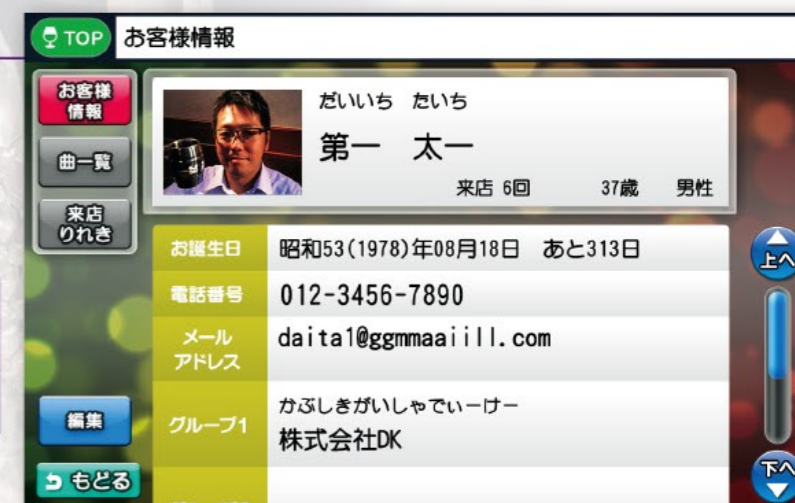 TOP お客様情報
お客様
情報
曲一覧
来店
りれき
だいいち たいち
第一 太一
来店 6回 37歳 男性
お誕生日 昭和53(1978)年08月18日 あと313日
電話番号 012-3456-7890
メール
アドレス
daita1@ggmmaaiill.com
グループ1
かぶしきがいしゃでぃーけー
株式会社DK
編集
もどる
上へ
下へ